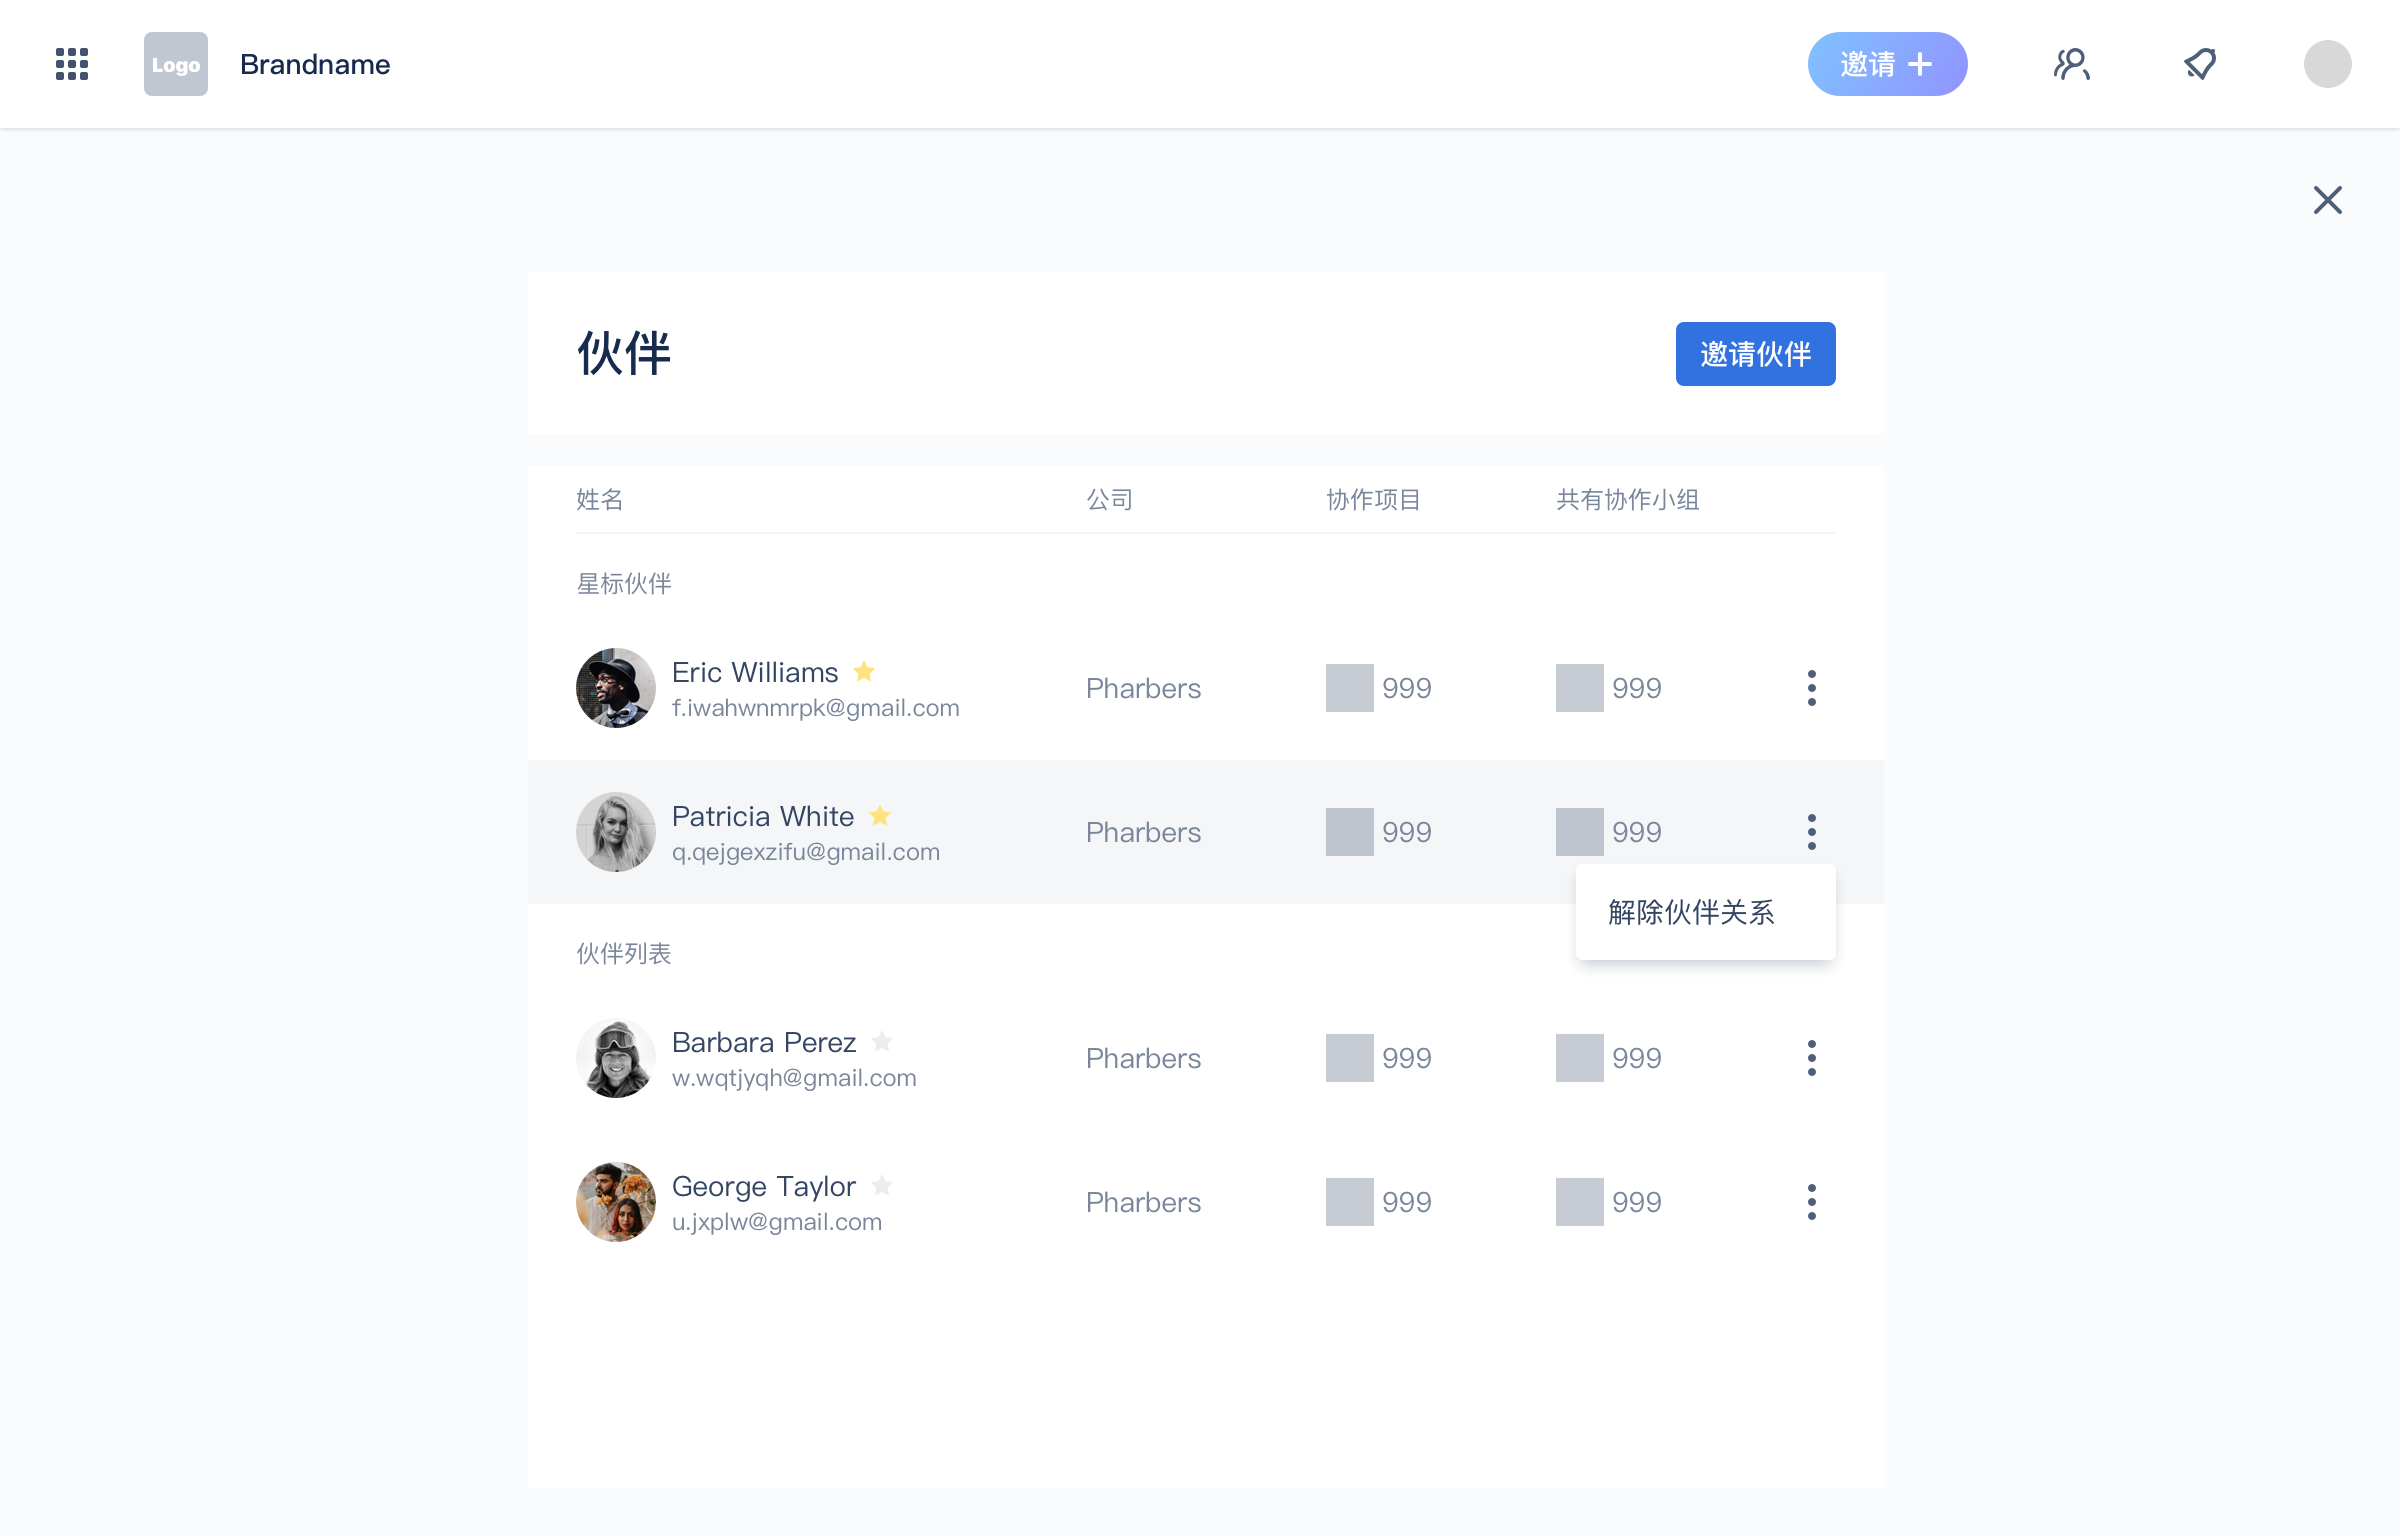 Logo
Brandname
邀请
伙伴
邀请伙伴
姓名
公司
协作项目
共有协作小组
星标伙伴
Eric Williams
f.iwahwnmrpk@gmail.com
Pharbers
999
999
Patricia White
q.qejgexzifu@gmail.com
Pharbers
999
999
解除伙伴关系
伙伴列表
Barbara Perez
w.wqtjyqh@gmail.com
Pharbers
999
999
George Taylor
u.jxplw@gmail.com
Pharbers
999
999